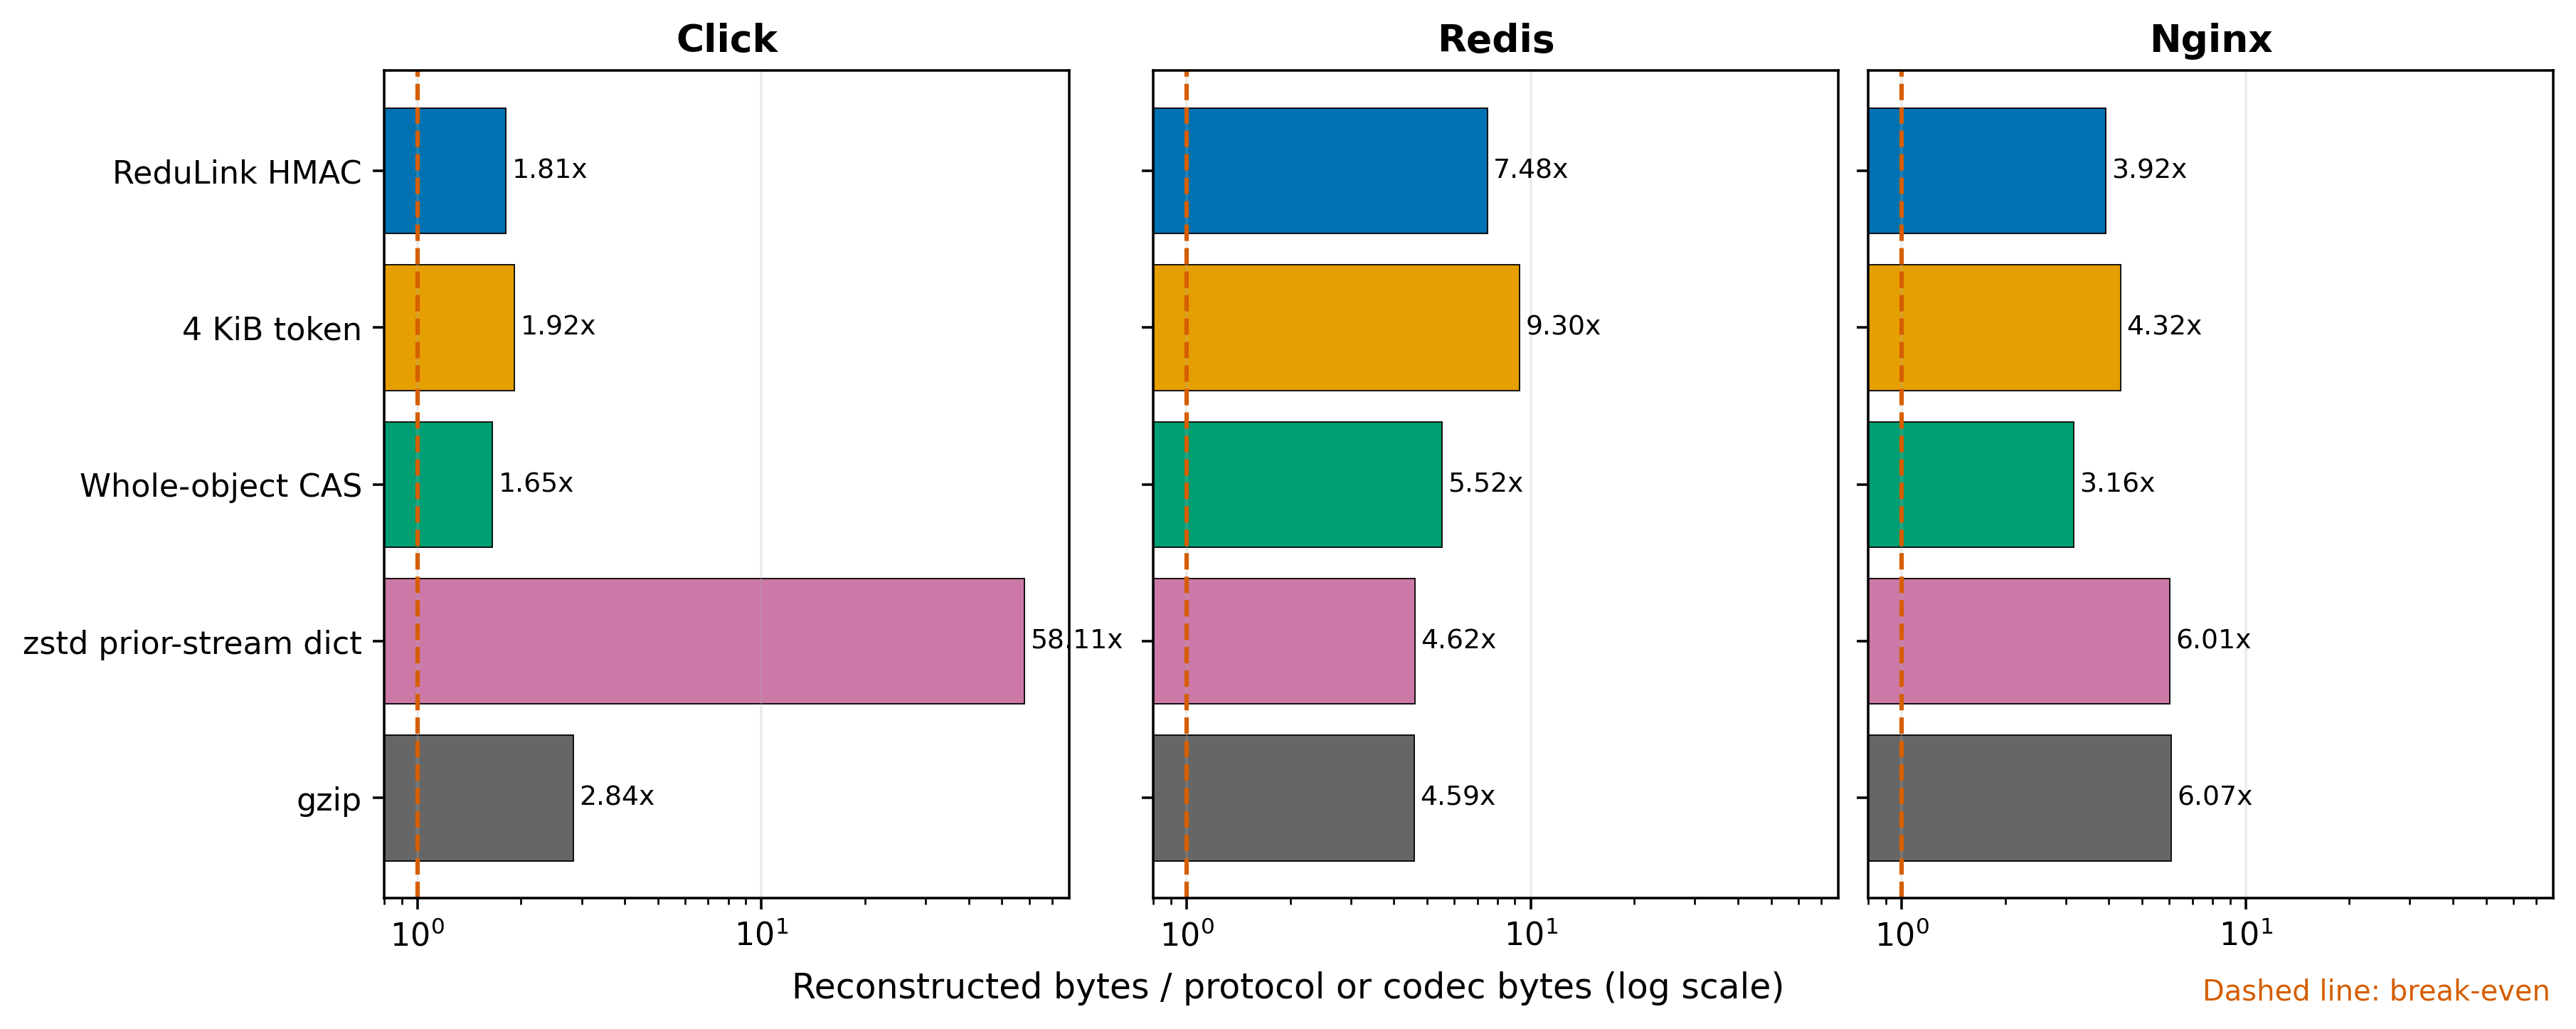 Click
Redis
Nginx
ReduLink HMAC
1.81x
7.48x
3.92x
4 KiB token
1.92x
9.30x
4.32x
Whole-object CAS
1.65x
5.52x
3.16x
zstd prior-stream dict
58.11x
4.62x
6.01x
gzip
2.84x
4.59x
6.07x
10⁰
10¹
10⁰
10¹
10⁰
10¹
Reconstructed bytes / protocol or codec bytes (log scale)
Dashed line: break-even